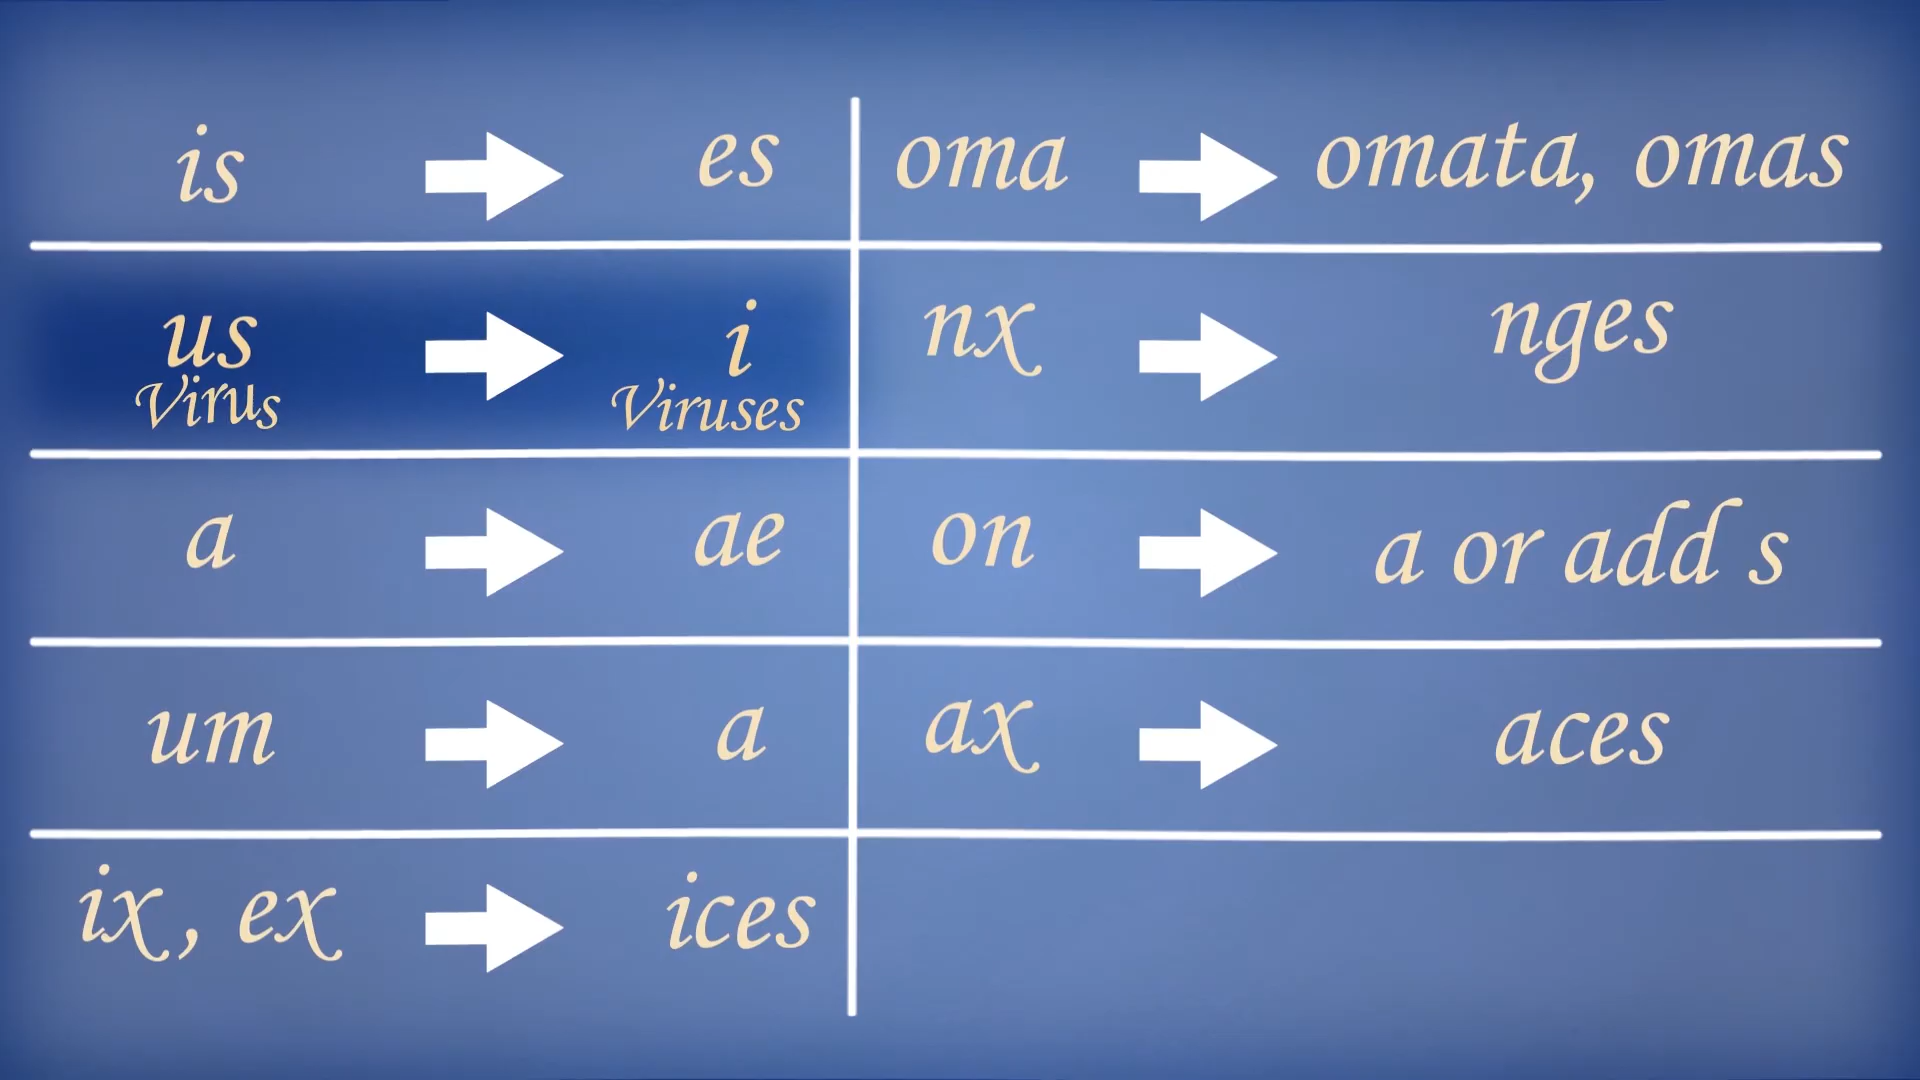 is es
us i
Virus Viruses
a ae
um a
ix, ex ices
oma omata, omas
nx nges
on a or add s
ax aces